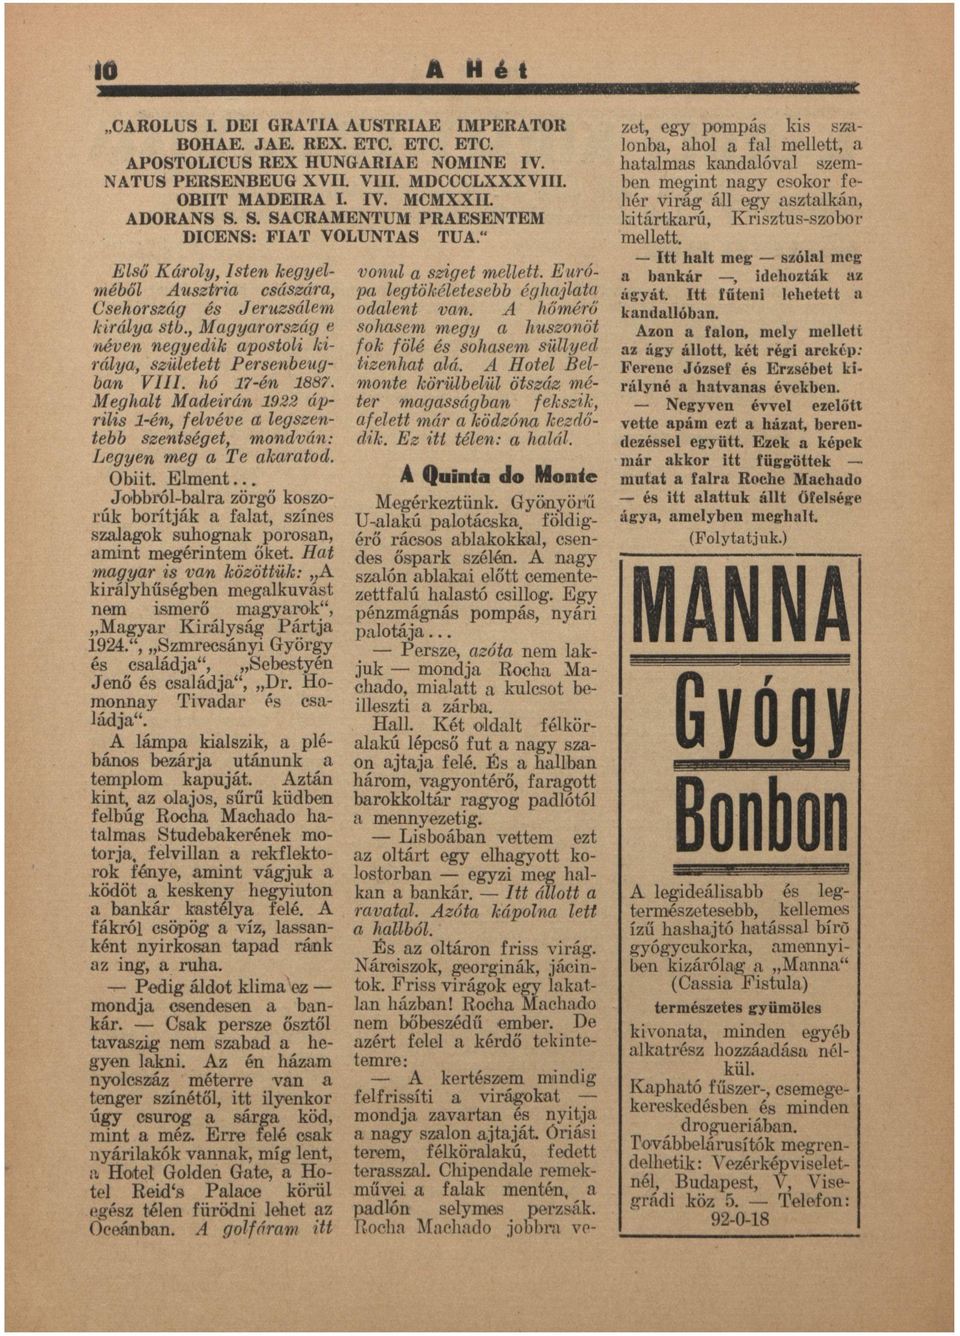 10
A Hét
„CAROLUS I. DEI GRATIA AUSTRIAE IMPERATOR
BOHAE. JAE. REX. ETC. ETC. ETC.
APOSTOLICUS REX HUNGARIAE NOMINE IV.
NATUS PERSENBEUG XVII. VIII. MDCCCLXXXVIII.
OBIIT MADEIRA I. IV. MCMXXII.
ADORANS S. S. SACRAMENTUM PRAESENTEM
DICENS: FIAT VOLUNTAS TUA."
Első Károly, Isten kegyel-
méből Ausztria császára,
Csehország és Jeruzsálem
királya stb., Magyarország e
néven negyedik apostoli ki-
rálya, született Persenbeug-
ban VIII. hó 17-én 1887.
Meghalt Madeirán 1922 áp-
rilis 1-én, felvéve a legszen-
tebb szentséget, mondván:
Legyen meg a Te akaratod.
Obiit. Elment...
Jobbról-balra zörgő koszo-
rúk borítják a falat, színes
szalagok suhognak porosan,
amint megérintem őket. Hat
magyar is van közöttük: „A
királyhűségben megalkuvást
nem ismerő magyarok",
„Magyar Királyság Pártja
1924.", „Szmrecsányi György
és családja", „Sebestyén
Jenő és családja", „Dr. Ho-
monnay Tivadar és csa-
ládja".
A lámpa kialszik, a plé-
bános bezárja utánunk a
templom kapuját. Aztán
kint, az olajos, sűrű küdben
felbúg Rocha Machado ha-
talmas Studebakerének mo-
torja, felvillan a rekflekto-
rok fénye, amint vágjuk a
ködöt a keskeny hegyiuton
a bankár kastélya felé. A
fákról csöpög a víz, lassan-
ként nyirkosan tapad ránk
az ing, a ruha.
— Pedig áldot klima ez —
mondja csendesen a ban-
kár. — Csak persze ősztől
tavaszig nem szabad a he-
gyen lakni. Az én házam
nyolcszáz méterre van a
tenger színétől, itt ilyenkor
úgy csurog a sárga köd,
mint a méz. Erre felé csak
nyárilakók vannak, míg lent,
a Hotel Golden Gate, a Ho-
tel Reid's Palace körül
egész télen fürödni lehet az
Oceánban. A golfáram itt
vonul a sziget mellett. Euró-
pa legtökéletesebb éghajlata
odalent van. A hőmérő
sohasem megy a huszonöt
fok fölé és sohasem süllyed
tizenhat alá. A Hotel Bel-
monte körülbelül ötszáz mé-
ter magasságban fekszik,
afelett már a ködzóna kezdő-
dik. Ez itt télen: a halál.
A Quinta do Monte
Megérkeztünk. Gyönyörű
U-alakú palotácska, földig-
érő rácsos ablakokkal, csen-
des őspark szélén. A nagy
szalón ablakai előtt cemente-
zettfalú halastó csillog. Egy
pénzmágnás pompás, nyári
palotája...
— Persze, azóta nem lak-
juk — mondja Rocha Ma-
chado, mialatt a kulcsot be-
illeszti a zárba.
Hall. Két oldalt félkör-
alakú lépcső fut a nagy sza-
on ajtaja felé. És a hallban
három, vagyontérő, faragott
barokkoltár ragyog padlótól
a mennyezetig.
— Lisboában vettem ezt
az oltárt egy elhagyott ko-
lostorban — egyzi meg hal-
kan a bankár. — Itt állott a
ravatal. Azóta kápolna lett
a hallból.
És az oltáron friss virág.
Nárciszok, georginák, jácin-
tok. Friss virágok egy lakat-
lan házban! Rocha Machado
nem bőbeszédű ember. De
azért felel a kérdő tekinte-
temre:
— A kertészem mindig
felfrissíti a virágokat —
mondja zavartan és nyitja
a nagy szalon ajtaját. Óriási
terem, félköralakú, fedett
terasszal. Chipendale remek-
művei a falak mentén, a
padlón selymes perzsák.
Rocha Machado jobbra ve-
zet, egy pompás kis sza-
lonba, ahol a fal mellett, a
hatalmas kandalóval szem-
ben megint nagy csokor fe-
hér virág áll egy asztalkán,
kitártkarú, Krisztus-szobor
mellett.
— Itt halt meg — szólal meg
a bankár —, idehozták az
ágyát. Itt fűteni lehetett a
kandallóban.
Azon a falon, mely mellett
az ágy állott, két régi arckép:
Ferenc József és Erzsébet ki-
rályné a hatvanas években.
— Negyven évvel ezelőtt
vette apám ezt a házat, beren-
dezéssel együtt. Ezek a képek
már akkor itt függöttek —
mutat a falra Roche Machado
— és itt alattuk állt Őfelsége
ágya, amelyben meghalt.
(Folytatjuk.)
MANNA
Gyógy
Bonbon
A legideálisabb és leg-
természetesebb, kellemes
ízű hashajtó hatással bíró
gyógycukorka, amennyi-
ben kizárólag a „Manna"
(Cassia Fistula)
természetes gyümölcs
kivonata, minden egyéb
alkatrész hozzáadása nél-
kül.
Kapható fűszer-, csemege-
kereskedésben és minden
drogueriában.
Továbbelárusítók megren-
delhetik: Vezérképviselet-
nél, Budapest, V, Vise-
grádi köz 5. — Telefon:
92-0-18